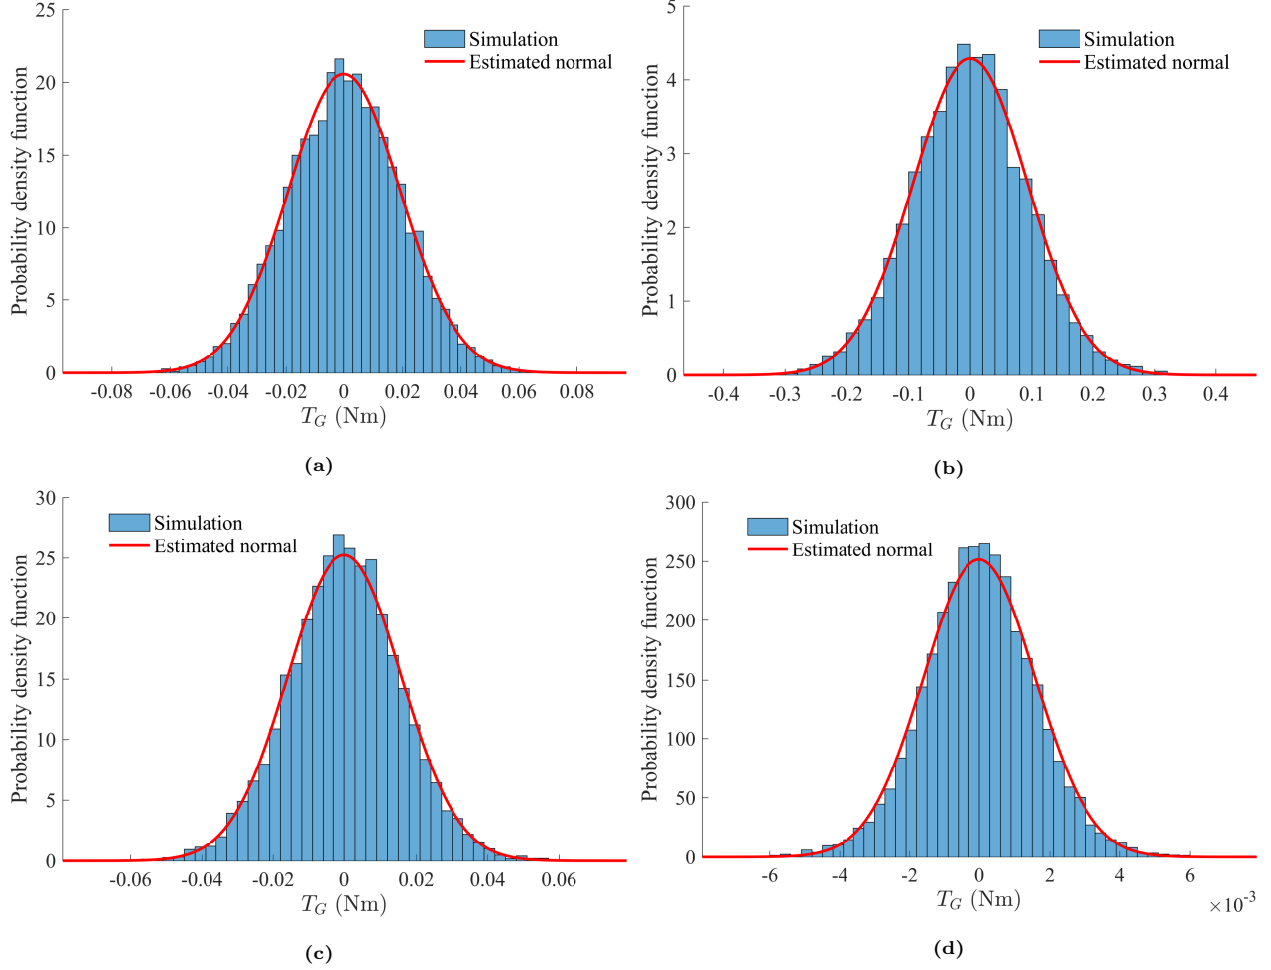 25
20
15
10
5
0
Probability density function
Simulation
Estimated normal
-0.08
-0.06
-0.04
-0.02
0
0.02
0.04
0.06
0.08
T_G (Nm)
(a)
5
4
3
2
1
0
Probability density function
Simulation
Estimated normal
-0.4
-0.3
-0.2
-0.1
0
0.1
0.2
0.3
0.4
T_G (Nm)
(b)
30
25
20
15
10
5
0
Probability density function
Simulation
Estimated normal
-0.06
-0.04
-0.02
0
0.02
0.04
0.06
T_G (Nm)
(c)
300
250
200
150
100
50
0
Probability density function
Simulation
Estimated normal
-6
-4
-2
0
2
4
6
×10⁻³
T_G (Nm)
(d)